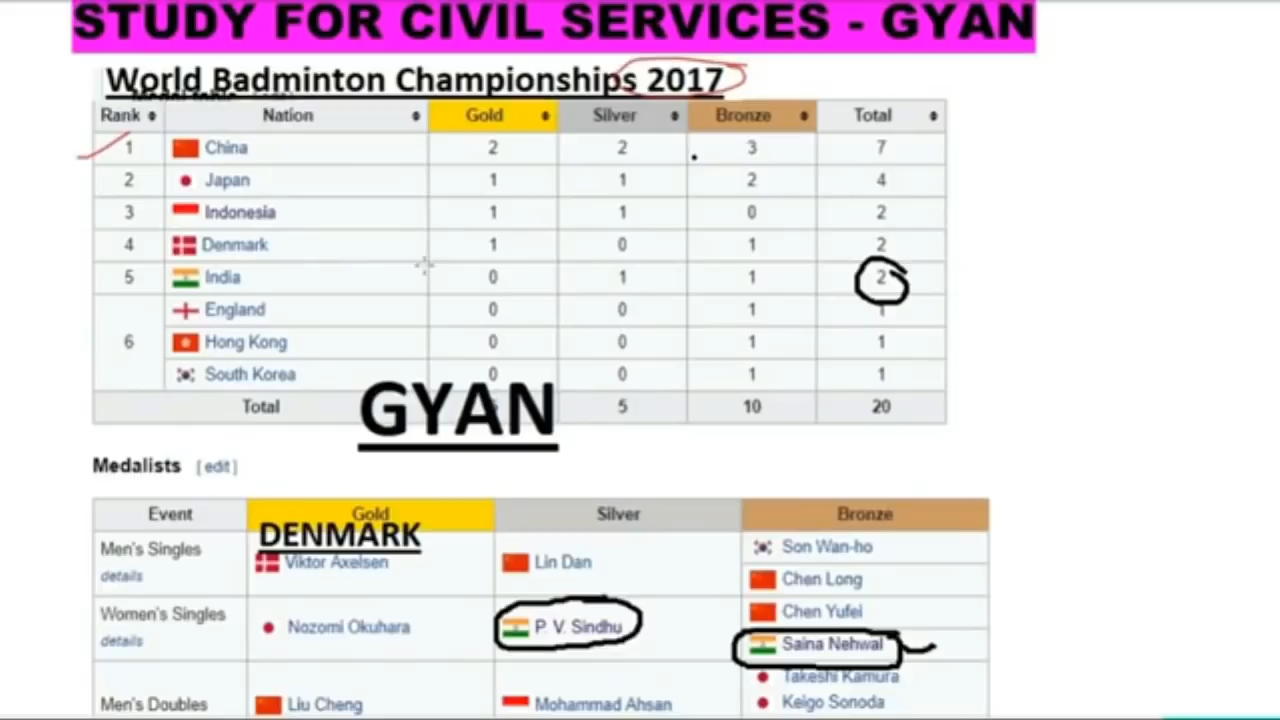 STUDY FOR CIVIL SERVICES - GYAN
World Badminton Championships 2017
Rank Nation Gold Silver Bronze Total
1 China 2 2 3 7
2 Japan 1 1 2 4
3 Indonesia 1 1 0 2
4 Denmark 1 0 1 2
5 India 0 1 1 2
England 0 0 1 1
6 Hong Kong 0 0 1 1
South Korea 0 0 1 1
Total 5 10 20
GYAN
Medalists [edit]
Event Gold Silver Bronze
DENMARK
Men's Singles
details
Viktor Axelsen
Lin Dan
Son Wan-ho
Chen Long
Women's Singles
details
Nozomi Okuhara
P. V. Sindhu
Chen Yufei
Saina Nehwal
Men's Doubles
Liu Cheng
Mohammad Ahsan
Takeshi Kamura
Keigo Sonoda